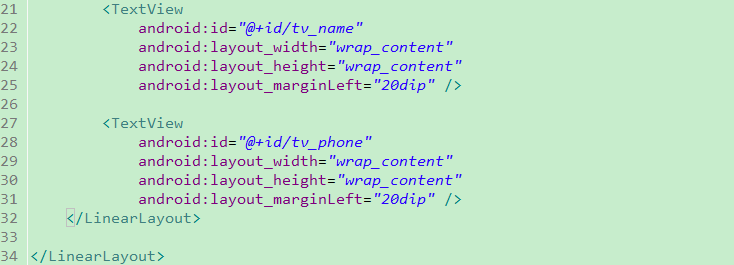 21        <TextView
22            android:id="@+id/tv_name"
23            android:layout_width="wrap_content"
24            android:layout_height="wrap_content"
25            android:layout_marginLeft="20dip" />
26
27        <TextView
28            android:id="@+id/tv_phone"
29            android:layout_width="wrap_content"
30            android:layout_height="wrap_content"
31            android:layout_marginLeft="20dip" />
32    </LinearLayout>
33
34 </LinearLayout>